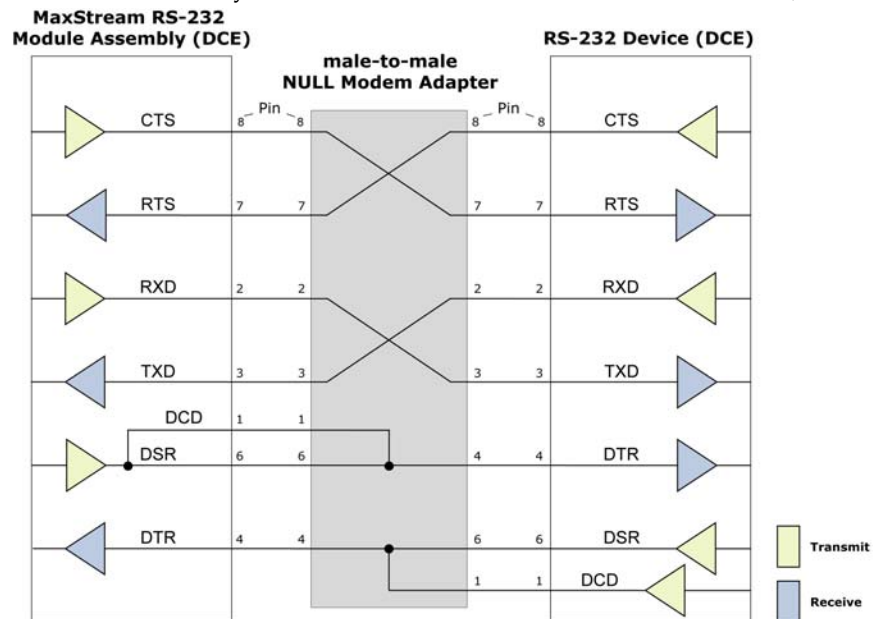 MaxStream RS-232
Module Assembly (DCE)
male-to-male
NULL Modem Adapter
RS-232 Device (DCE)
CTS 8 Pin 8 8 Pin 8 CTS
RTS 7 7 7 7 RTS
RXD 2 2 2 2 RXD
TXD 3 3 3 3 TXD
DCD 1 1
DSR 6 6 4 4 DTR
DTR 4 4 6 6 DSR
1 1 DCD
Transmit
Receive